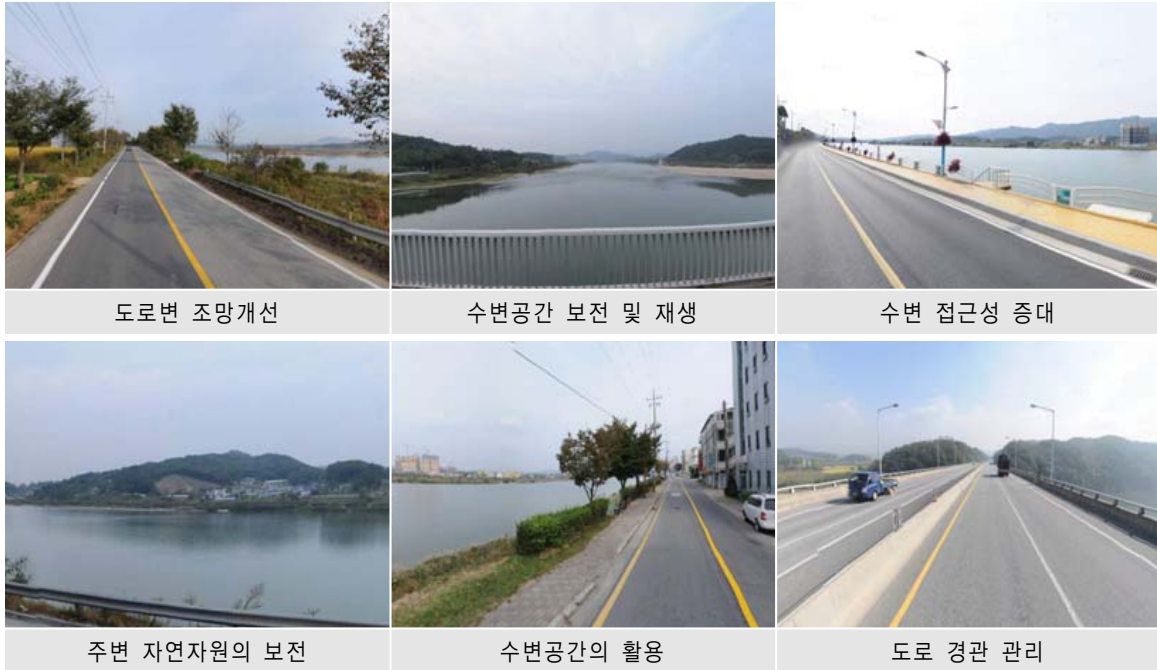 도로변 조망개선
수변공간 보전 및 재생
수변 접근성 증대
주변 자연자원의 보전
수변공간의 활용
도로 경관 관리